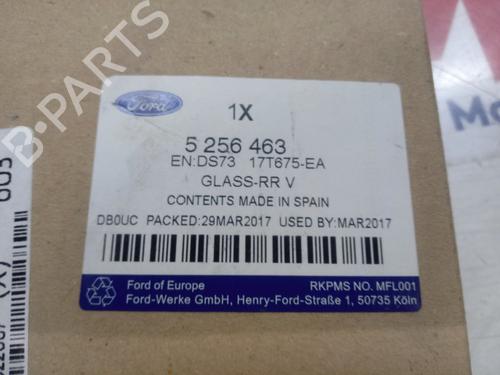 Ford
1X
5 256 463
EN:DS73 17T675-EA
GLASS-RR V
CONTENTS MADE IN SPAIN
DB0UC PACKED:29MAR2017 USED BY:MAR2017
Ford of Europe
Ford-Werke GmbH, Henry-Ford-Straße 1, 50735 Köln
RKPMS NO. MFL001
B-PARTS
(X)